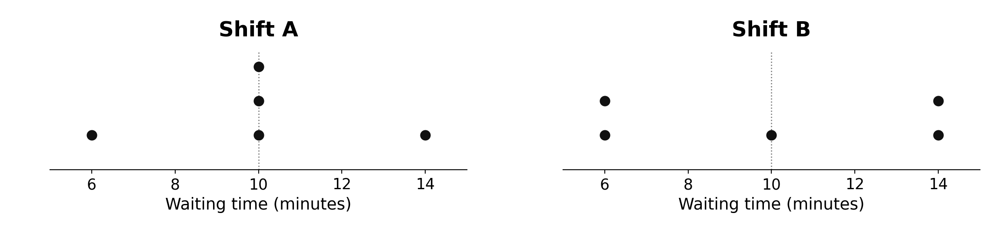 Shift A
6 8 10 12 14
Waiting time (minutes)
Shift B
6 8 10 12 14
Waiting time (minutes)